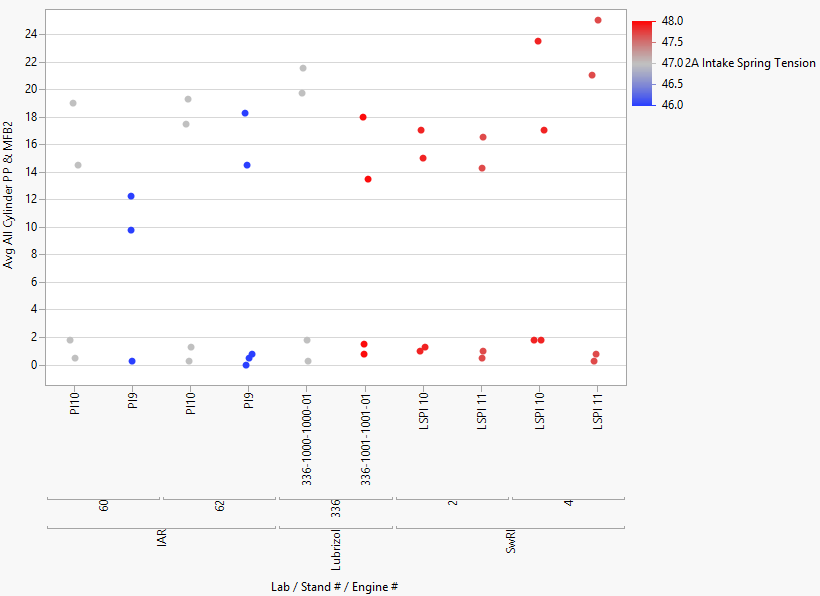 48.0
47.5
47.0 2A Intake Spring Tension
46.5
46.0
Avg All Cylinder PP & MFB2
24
22
20
18
16
14
12
10
8
6
4
2
0
PI10
PI9
PI10
PI9
336-1000-1000-01
336-1001-1001-01
LSPI 10
LSPI 11
LSPI 10
LSPI 11
60
62
336
2
4
IAR
Lubrizol
SwRI
Lab / Stand # / Engine #